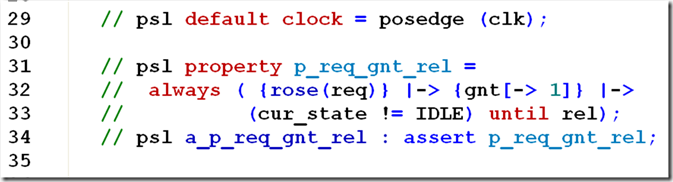 29 // psl default clock = posedge (clk);
30
31 // psl property p_req_gnt_rel =
32 //  always ( {rose(req)} |-> {gnt[-> 1]} |->
33 //         (cur_state != IDLE) until rel);
34 // psl a_p_req_gnt_rel : assert p_req_gnt_rel;
35